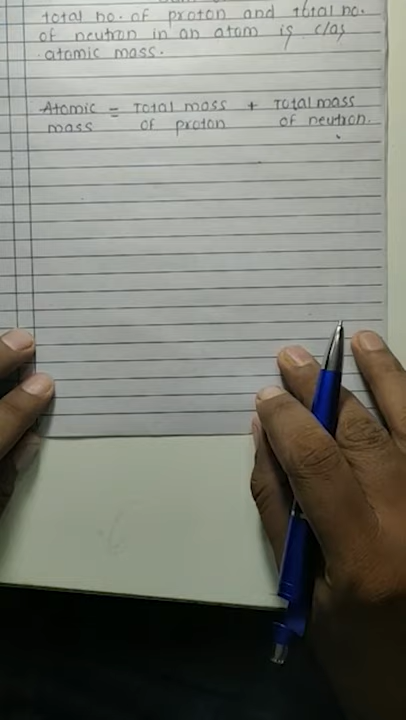 total no. of proton and total no.
of neutron in an atom is c/as
atomic mass.
Atomic = Total mass + Total mass
mass of proton of neutron.